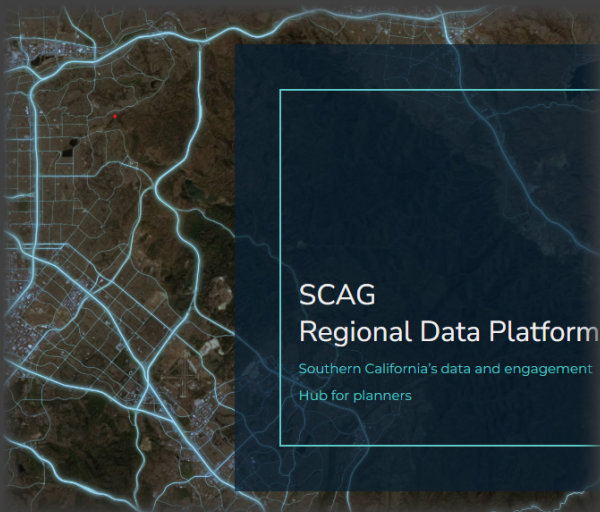 SCAG
Regional Data Platform
Southern California's data and engagement
Hub for planners